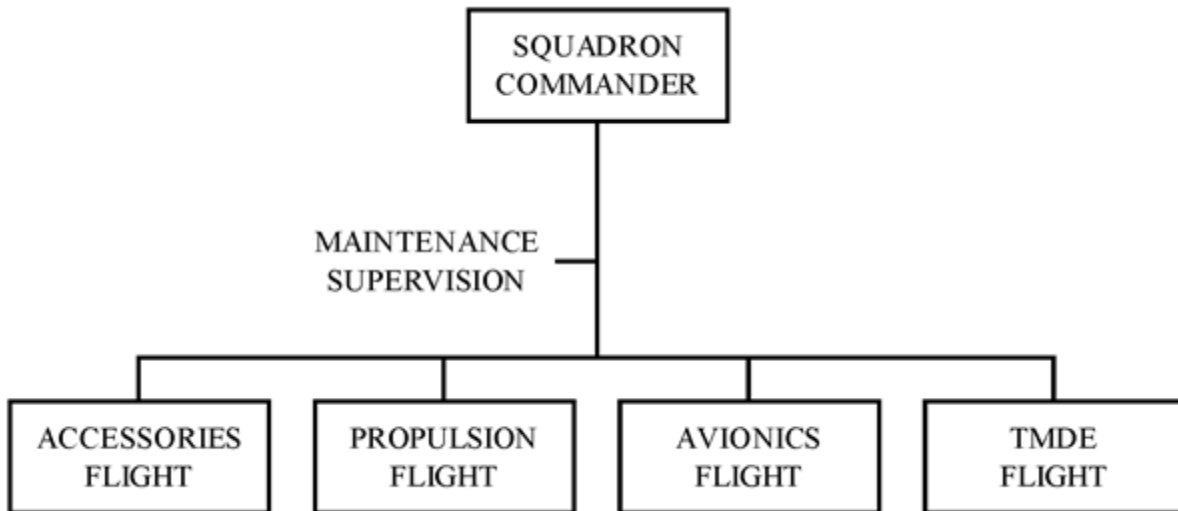 SQUADRON
COMMANDER
MAINTENANCE
SUPERVISION
ACCESSORIES
FLIGHT
PROPULSION
FLIGHT
AVIONICS
FLIGHT
TMDE
FLIGHT